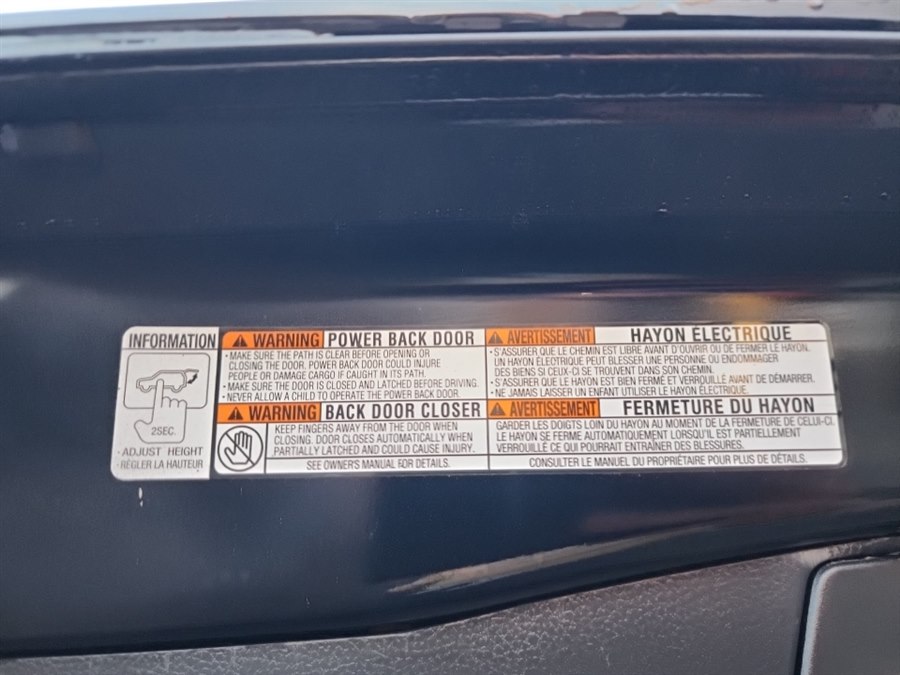 INFORMATION
2SEC.
· ADJUST HEIGHT
· RÉGLER LA HAUTEUR
WARNING POWER BACK DOOR
• MAKE SURE THE PATH IS CLEAR BEFORE OPENING OR
CLOSING THE DOOR. POWER BACK DOOR COULD INJURE
PEOPLE OR DAMAGE CARGO IF CAUGHT IN ITS PATH.
• MAKE SURE THE DOOR IS CLOSED AND LATCHED BEFORE DRIVING.
• NEVER ALLOW A CHILD TO OPERATE THE POWER BACK DOOR.
WARNING BACK DOOR CLOSER
KEEP FINGERS AWAY FROM THE DOOR WHEN
CLOSING. DOOR CLOSES AUTOMATICALLY WHEN
PARTIALLY LATCHED AND COULD CAUSE INJURY.
SEE OWNER'S MANUAL FOR DETAILS.
AVERTISSEMENT HAYON ÉLECTRIQUE
• S'ASSURER QUE LE CHEMIN EST LIBRE AVANT D'OUVRIR OU DE FERMER LE HAYON.
UN HAYON ÉLECTRIQUE PEUT BLESSER UNE PERSONNE OU ENDOMMAGER
DES BIENS SI CEUX-CI SE TROUVENT DANS SON CHEMIN.
• S'ASSURER QUE LE HAYON EST BIEN FERMÉ ET VERROUILLÉ AVANT DE DÉMARRER.
• NE JAMAIS LAISSER UN ENFANT UTILISER LE HAYON ÉLECTRIQUE.
AVERTISSEMENT FERMETURE DU HAYON
GARDER LES DOIGTS LOIN DU HAYON AU MOMENT DE LA FERMETURE DE CELUI-CI.
LE HAYON SE FERME AUTOMATIQUEMENT LORSQU'IL EST PARTIELLEMENT
VERROUILLÉ CE QUI POURRAIT ENTRAÎNER DES BLESSURES.
CONSULTER LE MANUEL DU PROPRIÉTAIRE POUR PLUS DE DÉTAILS.